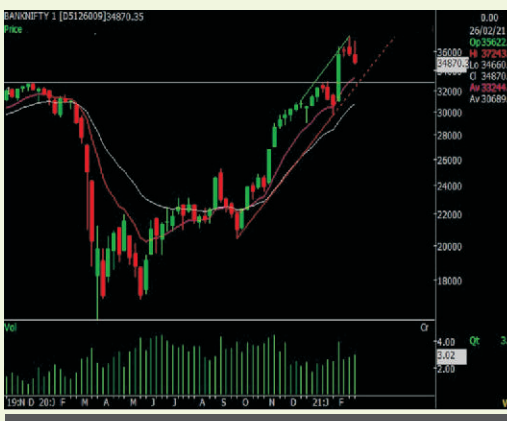 BANKNIFTY 1 [D5126009]34870.35
Price
0.00
26/02/21
Op35622
Hi 37243
Lo 34660
Cl 34870
Av 33244
Av 30689
36000
34870.3
32000
30000
28000
26000
24000
22000
20000
18000
Vol
Cr
4.00
Qt 3.
3.02
2.00
19:N D 20:J F M A M J J A S O N D 21:J F